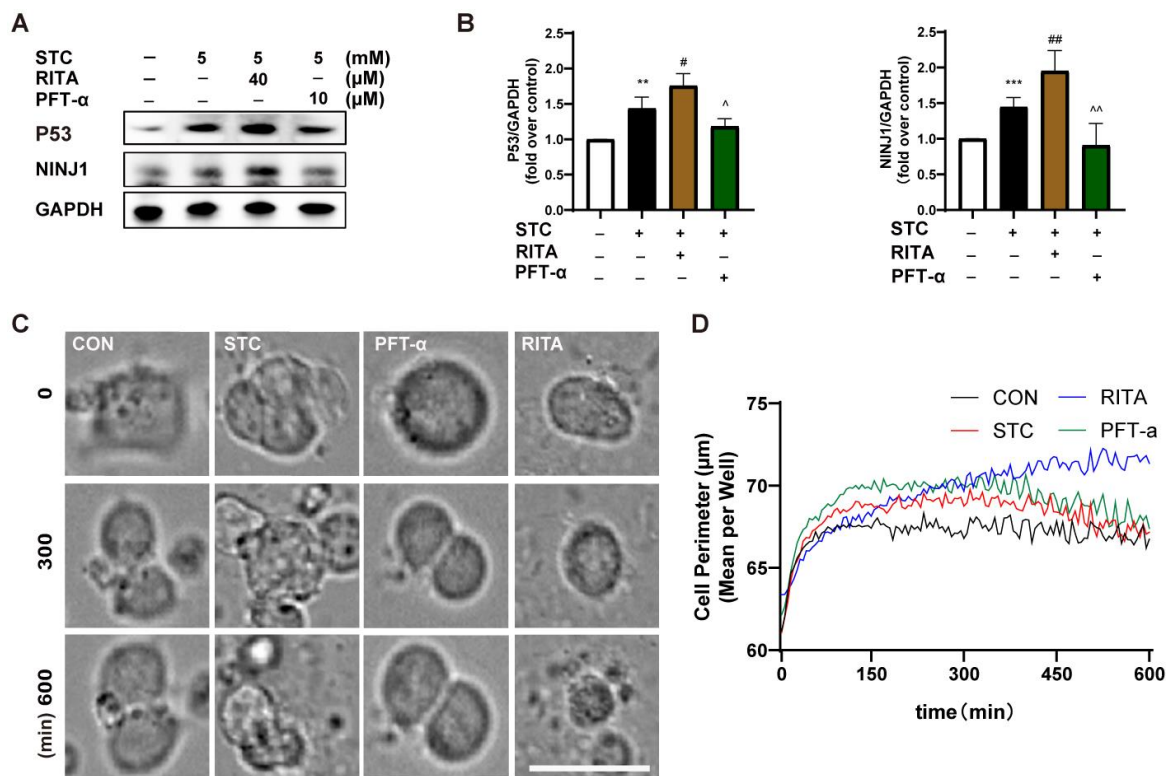 A
STC – 5 5 5 (mM)
RITA – – 40 – (μM)
PFT-α – – – 10 (μM)
P53
NINJ1
GAPDH
B
P53/GAPDH
(fold over control)
2.5
2.0
1.5
1.0
0.5
0.0
**
#
^
STC – + + +
RITA – – + –
PFT-α – – – +
NINJ1/GAPDH
(fold over control)
2.5
2.0
1.5
1.0
0.5
0.0
***
##
^^
STC – + + +
RITA – – + –
PFT-α – – – +
C
CON STC PFT-α RITA
0
300
(min) 600
D
Cell Perimeter (μm)
(Mean per Well)
75
70
65
60
CON RITA
STC PFT-a
0 150 300 450 600
time(min)